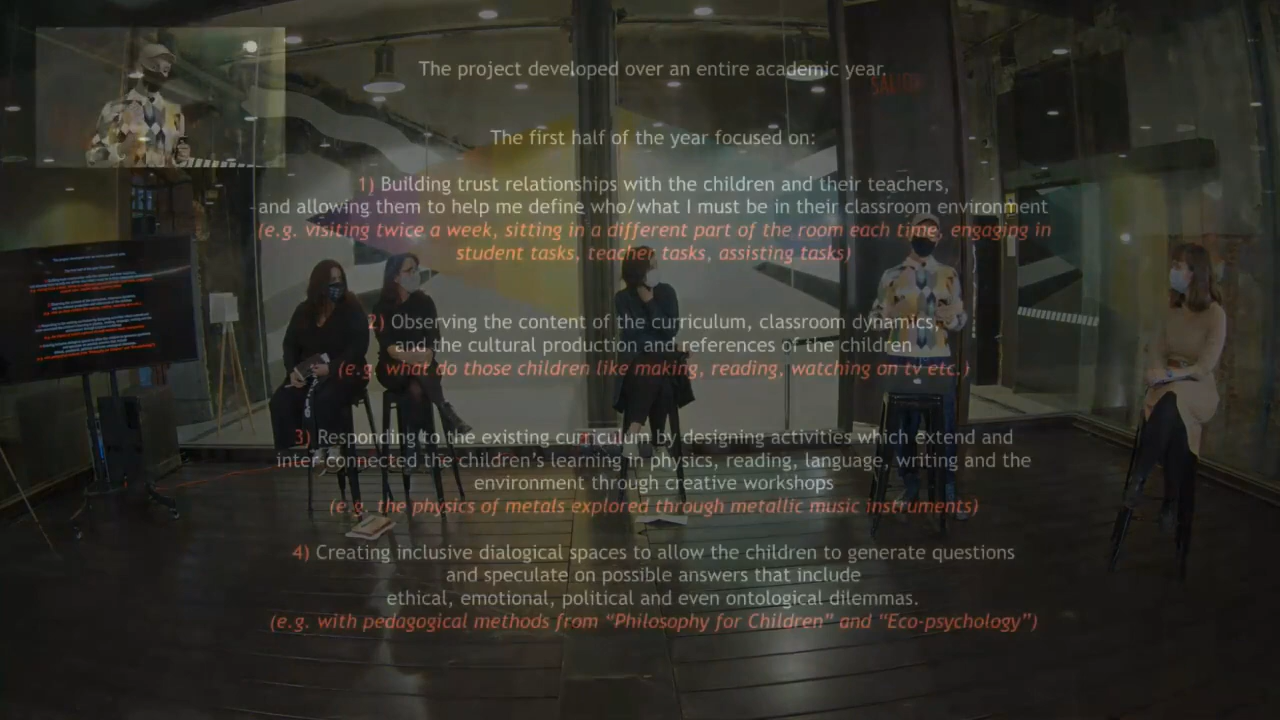 The project developed over an entire academic year.
The first half of the year focused on:
1) Building trust relationships with the children and their teachers,
and allowing them to help me define who/what I must be in their classroom environment
(e.g. visiting twice a week, sitting in a different part of the room each time, engaging in
student tasks, teacher tasks, assisting tasks)
2) Observing the content of the curriculum, classroom dynamics,
and the cultural production and references of the children
(e.g. what do those children like making, reading, watching on tv etc.)
3) Responding to the existing curriculum by designing activities which extend and
inter-connected the children's learning in physics, reading, language, writing and the
environment through creative workshops
(e.g. the physics of metals explored through metallic music instruments)
4) Creating inclusive dialogical spaces to allow the children to generate questions
and speculate on possible answers that include
ethical, emotional, political and even ontological dilemmas.
(e.g. with pedagogical methods from “Philosophy for Children” and “Eco-psychology”)